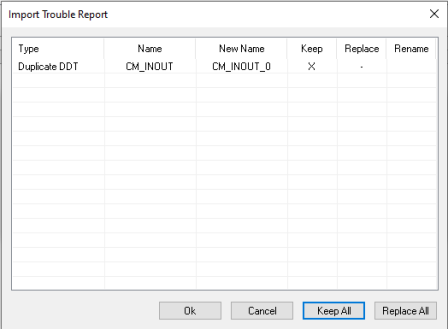 Import Trouble Report
Type Name New Name Keep Replace Rename
Duplicate DDT CM_INOUT CM_INOUT_0 X -
Ok Cancel Keep All Replace All